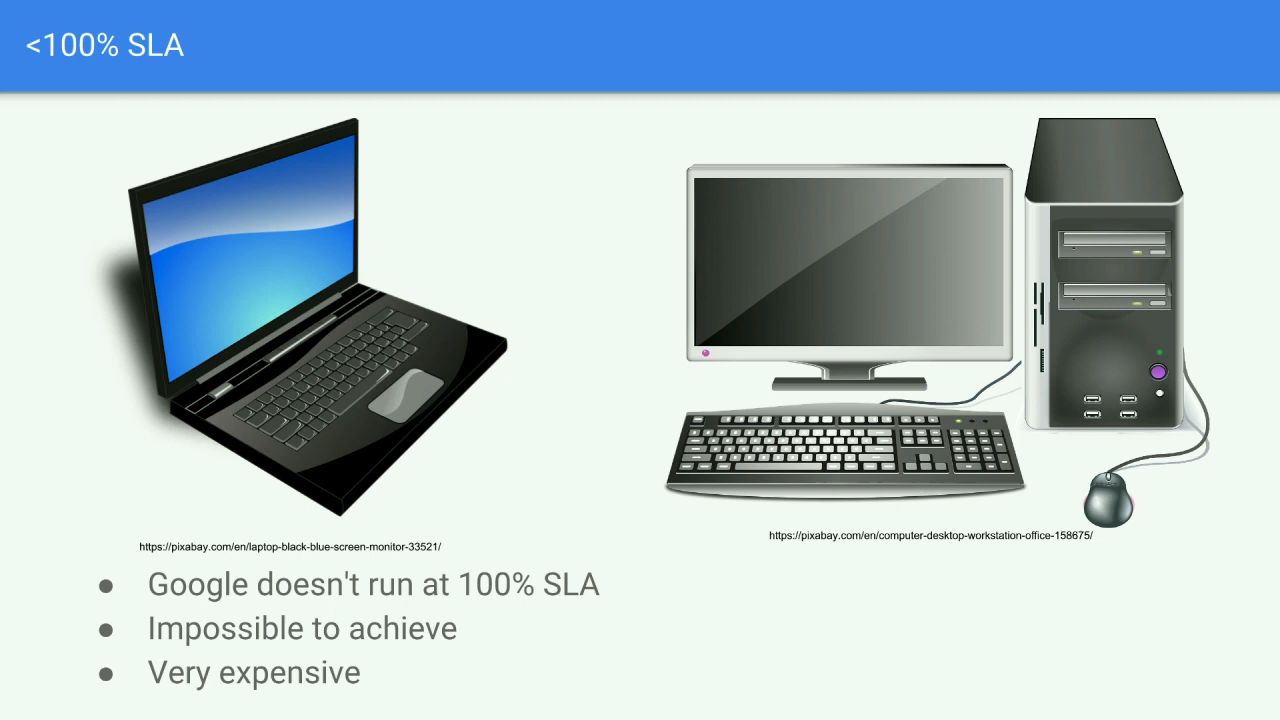 <100% SLA
https://pixabay.com/en/laptop-black-blue-screen-monitor-33521/
https://pixabay.com/en/computer-desktop-workstation-office-158675/
● Google doesn't run at 100% SLA
● Impossible to achieve
● Very expensive